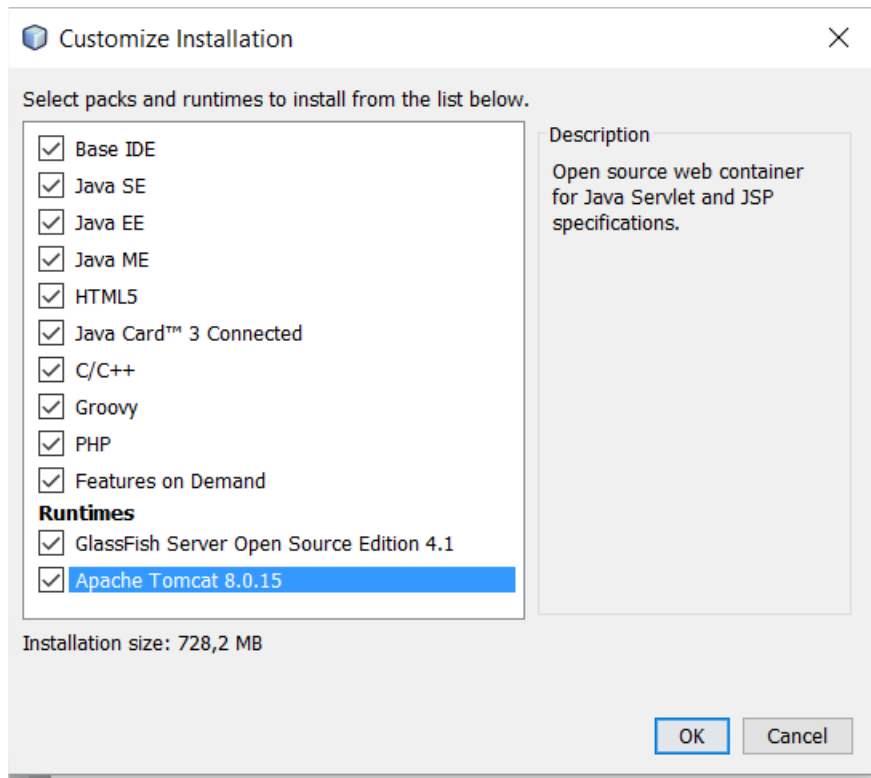 Customize Installation
Select packs and runtimes to install from the list below.
Base IDE
Java SE
Java EE
Java ME
HTML5
Java Card™ 3 Connected
C/C++
Groovy
PHP
Features on Demand
Runtimes
GlassFish Server Open Source Edition 4.1
Apache Tomcat 8.0.15
Description
Open source web container
for Java Servlet and JSP
specifications.
Installation size: 728,2 MB
OK
Cancel